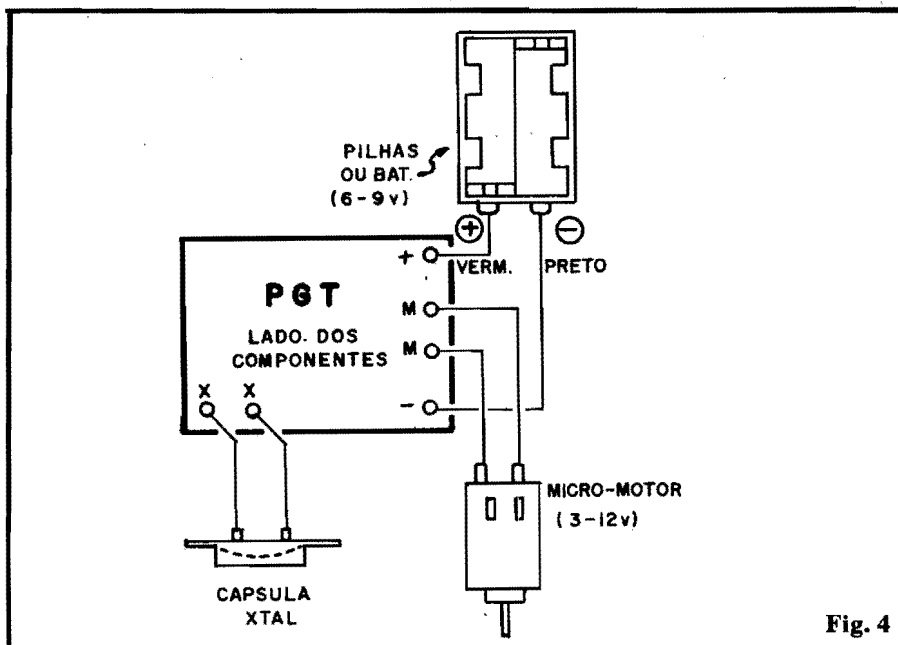 PILHAS
OU BAT.
(6-9v)
+
-
+
VERM.
PRETO
PGT
M
LADO. DOS
COMPONENTES
M
X
X
-
MICRO-MOTOR
(3-12v)
CAPSULA
XTAL
Fig. 4